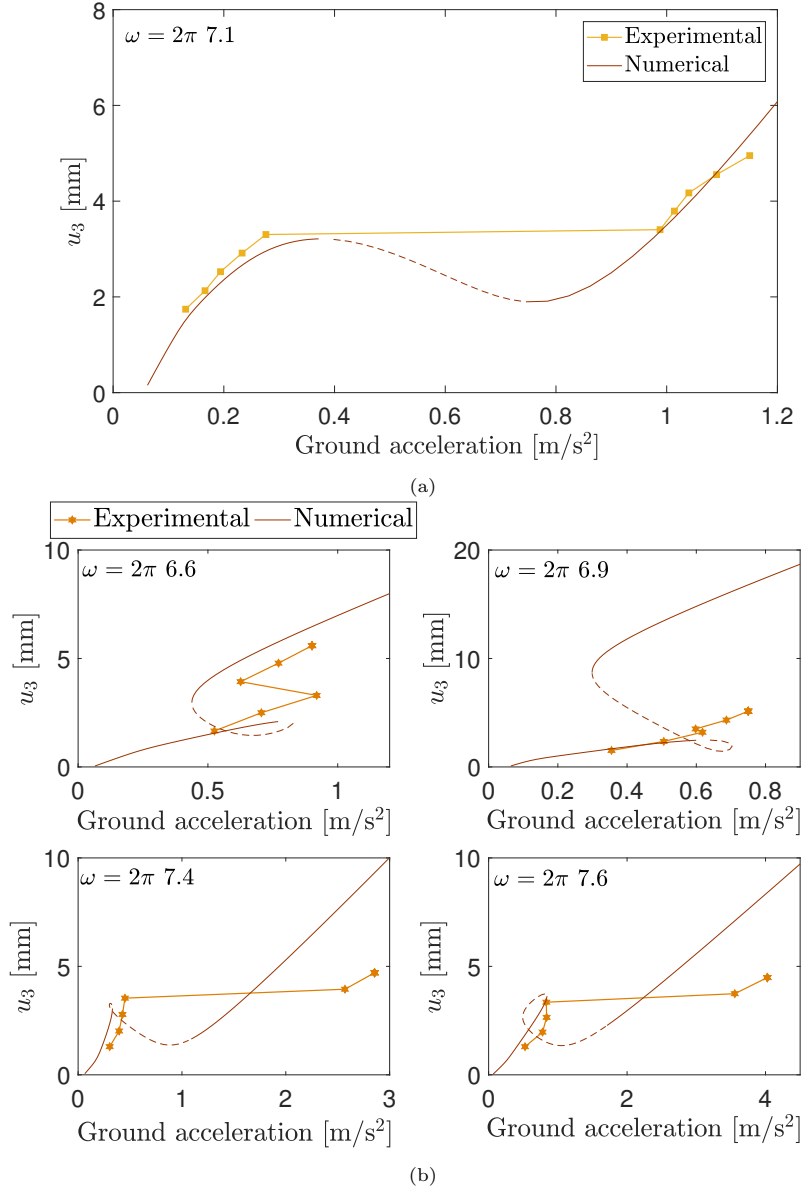 ω = 2π 7.1
Experimental
Numerical
8
6
4
2
0
u₃ [mm]
0 0.2 0.4 0.6 0.8 1 1.2
Ground acceleration [m/s²]
(a)
Experimental Numerical
ω = 2π 6.6
10
5
0
u₃ [mm]
0.5 1
Ground acceleration [m/s²]
ω = 2π 6.9
20
10
0
u₃ [mm]
0 0.2 0.4 0.6 0.8
Ground acceleration [m/s²]
ω = 2π 7.4
10
5
0
u₃ [mm]
0 1 2 3
Ground acceleration [m/s²]
ω = 2π 7.6
10
5
0
u₃ [mm]
0 2 4
Ground acceleration [m/s²]
(b)